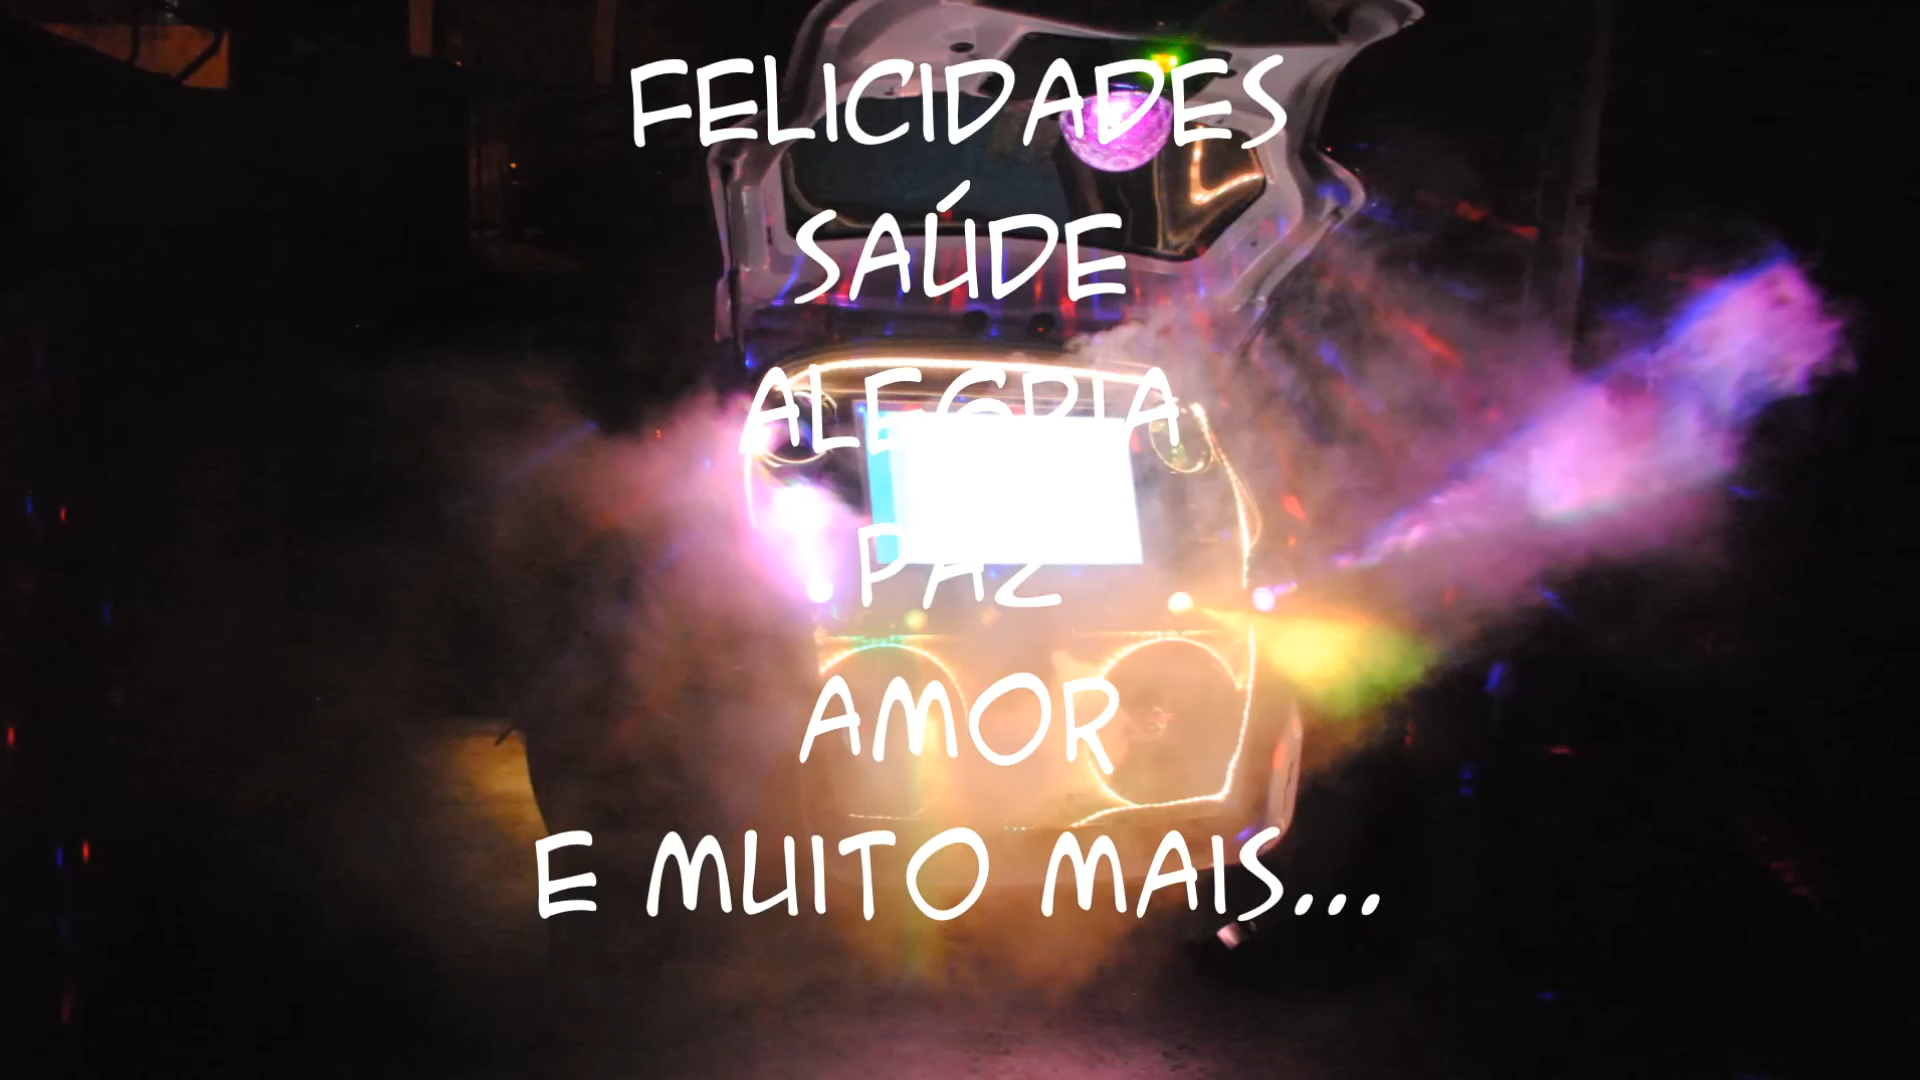 FELICIDADES
SAÚDE
ALEGRIA
PAZ
AMOR
E MUITO MAIS...